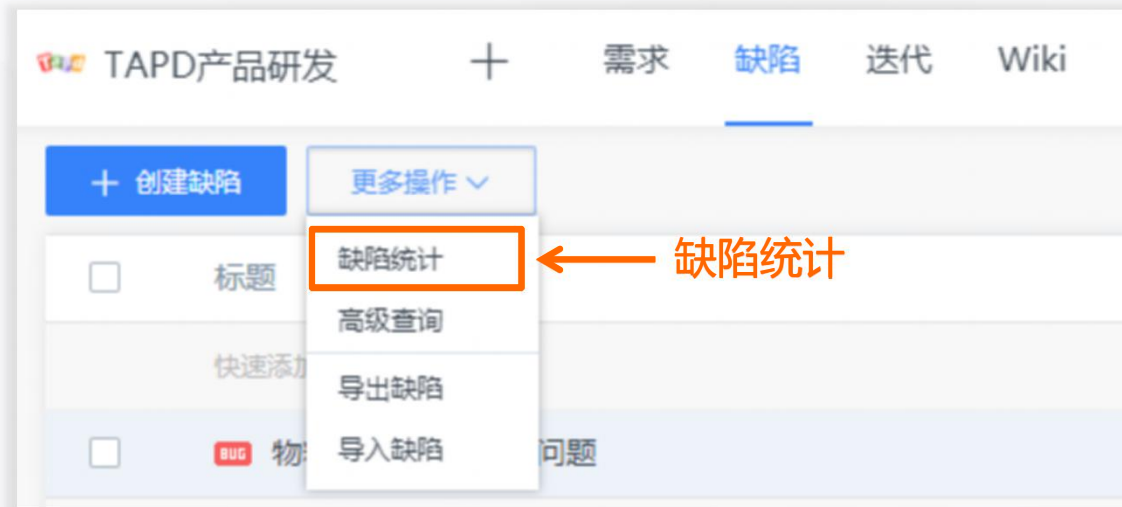 TAPD TAPD产品研发 + 需求 缺陷 迭代 Wiki
+ 创建缺陷 更多操作
标题 缺陷统计 缺陷统计
高级查询
快速添加
导出缺陷
导入缺陷
BUG 物 问题